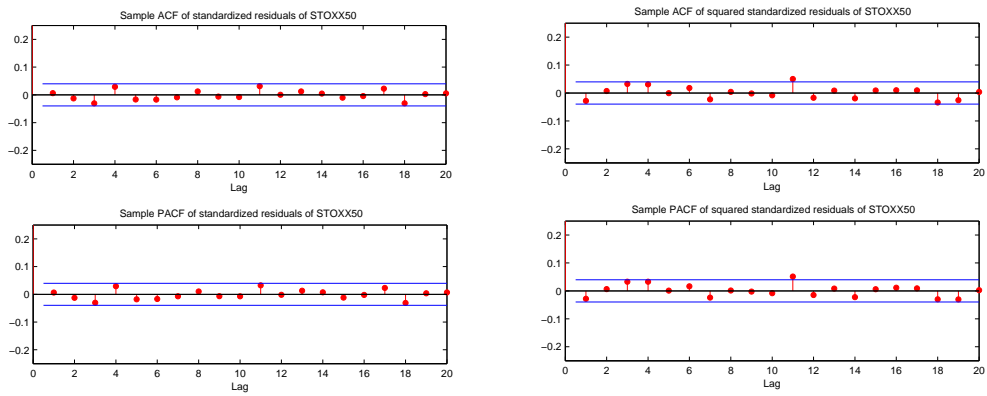 Sample ACF of standardized residuals of STOXX50
0.2
0.1
0
−0.1
−0.2
0 2 4 6 8 10 12 14 16 18 20
Lag
Sample PACF of standardized residuals of STOXX50
0.2
0.1
0
−0.1
−0.2
0 2 4 6 8 10 12 14 16 18 20
Lag
Sample ACF of squared standardized residuals of STOXX50
0.2
0.1
0
−0.1
−0.2
0 2 4 6 8 10 12 14 16 18 20
Lag
Sample PACF of squared standardized residuals of STOXX50
0.2
0.1
0
−0.1
−0.2
0 2 4 6 8 10 12 14 16 18 20
Lag